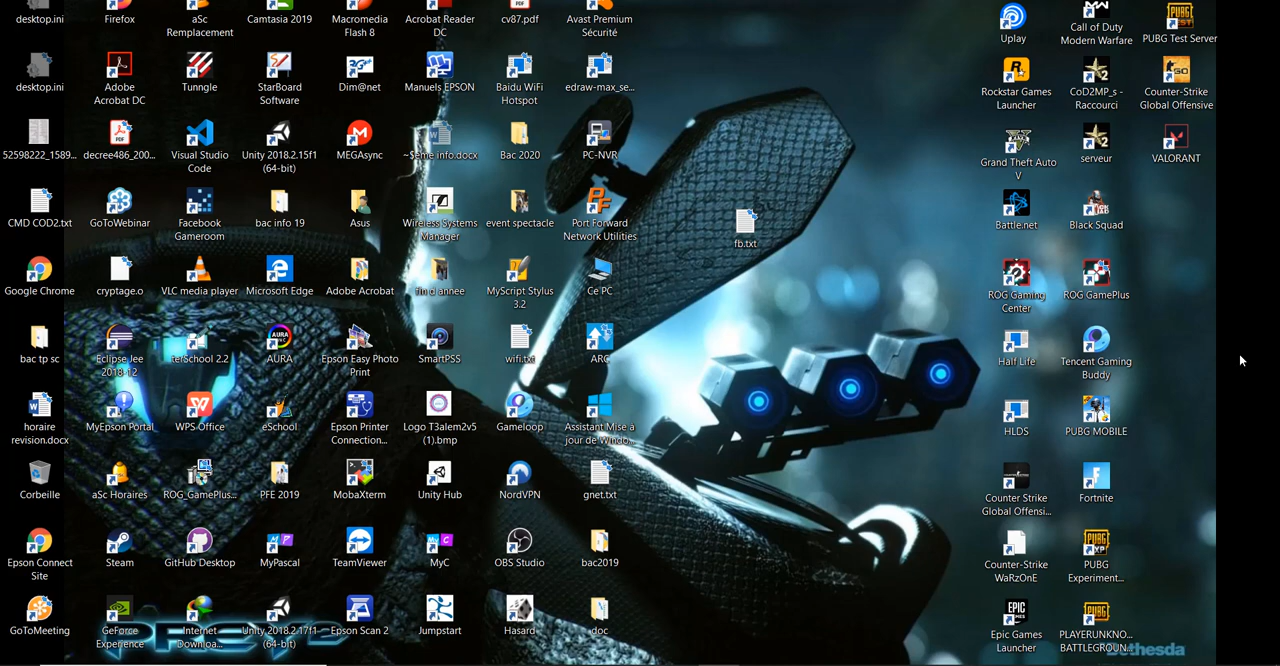 desktop.ini
Firefox
aSc
Remplacement
Camtasia 2019
Macromedia
Flash 8
Acrobat Reader
DC
cv87.pdf
Avast Premium
Sécurité
Uplay
Call of Duty
Modern Warfare
PUBG Test Server
desktop.ini
Adobe
Acrobat DC
Tunngle
StarBoard
Software
Dim@net
Manuels EPSON
Baidu WiFi
Hotspot
edraw-max_se...
Rockstar Games
Launcher
CoD2MP_s -
Raccourci
Counter-Strike
Global Offensive
52598222_1589...
decree486_200...
Visual Studio
Code
Unity 2018.2.15f1
(64-bit)
MEGAsync
~$eme info.docx
Bac 2020
PC-NVR
Grand Theft Auto
V
serveur
VALORANT
CMD COD2.txt
GoToWebinar
Facebook
Gameroom
bac info 19
Asus
Wireless Systems
Manager
event spectacle
Port Forward
Network Utilities
fb.txt
Battle.net
Black Squad
Google Chrome
cryptage.o
VLC media player
Microsoft Edge
Adobe Acrobat
fin d annee
MyScript Stylus
3.2
Ce PC
ROG Gaming
Center
ROG GamePlus
bac tp sc
Eclipse Jee
2018-12
terSchool 2.2
AURA
Epson Easy Photo
Print
SmartPSS
wifi.txt
ARC
Half Life
Tencent Gaming
Buddy
horaire
revision.docx
MyEpson Portal
WPS Office
eSchool
Epson Printer
Connection...
Logo T3alem2v5
(1).bmp
Gameloop
Assistant Mise a
jour de Windo...
HLDS
PUBG MOBILE
Corbeille
aSc Horaires
ROG_GamePlus...
PFE 2019
MobaXterm
Unity Hub
NordVPN
gnet.txt
Counter Strike
Global Offensi...
Fortnite
Epson Connect
Site
Steam
GitHub Desktop
MyPascal
TeamViewer
MyC
OBS Studio
bac2019
Counter-Strike
WaRzOnE
PUBG
Experiment...
GoToMeeting
GeForce
Experience
Internet
Downloa...
Unity 2018.2.17f1
(64-bit)
Epson Scan 2
Jumpstart
Hasard
doc
Epic Games
Launcher
PLAYERUNKNO...
BATTLEGROUN...
PREY 2
Bethesda